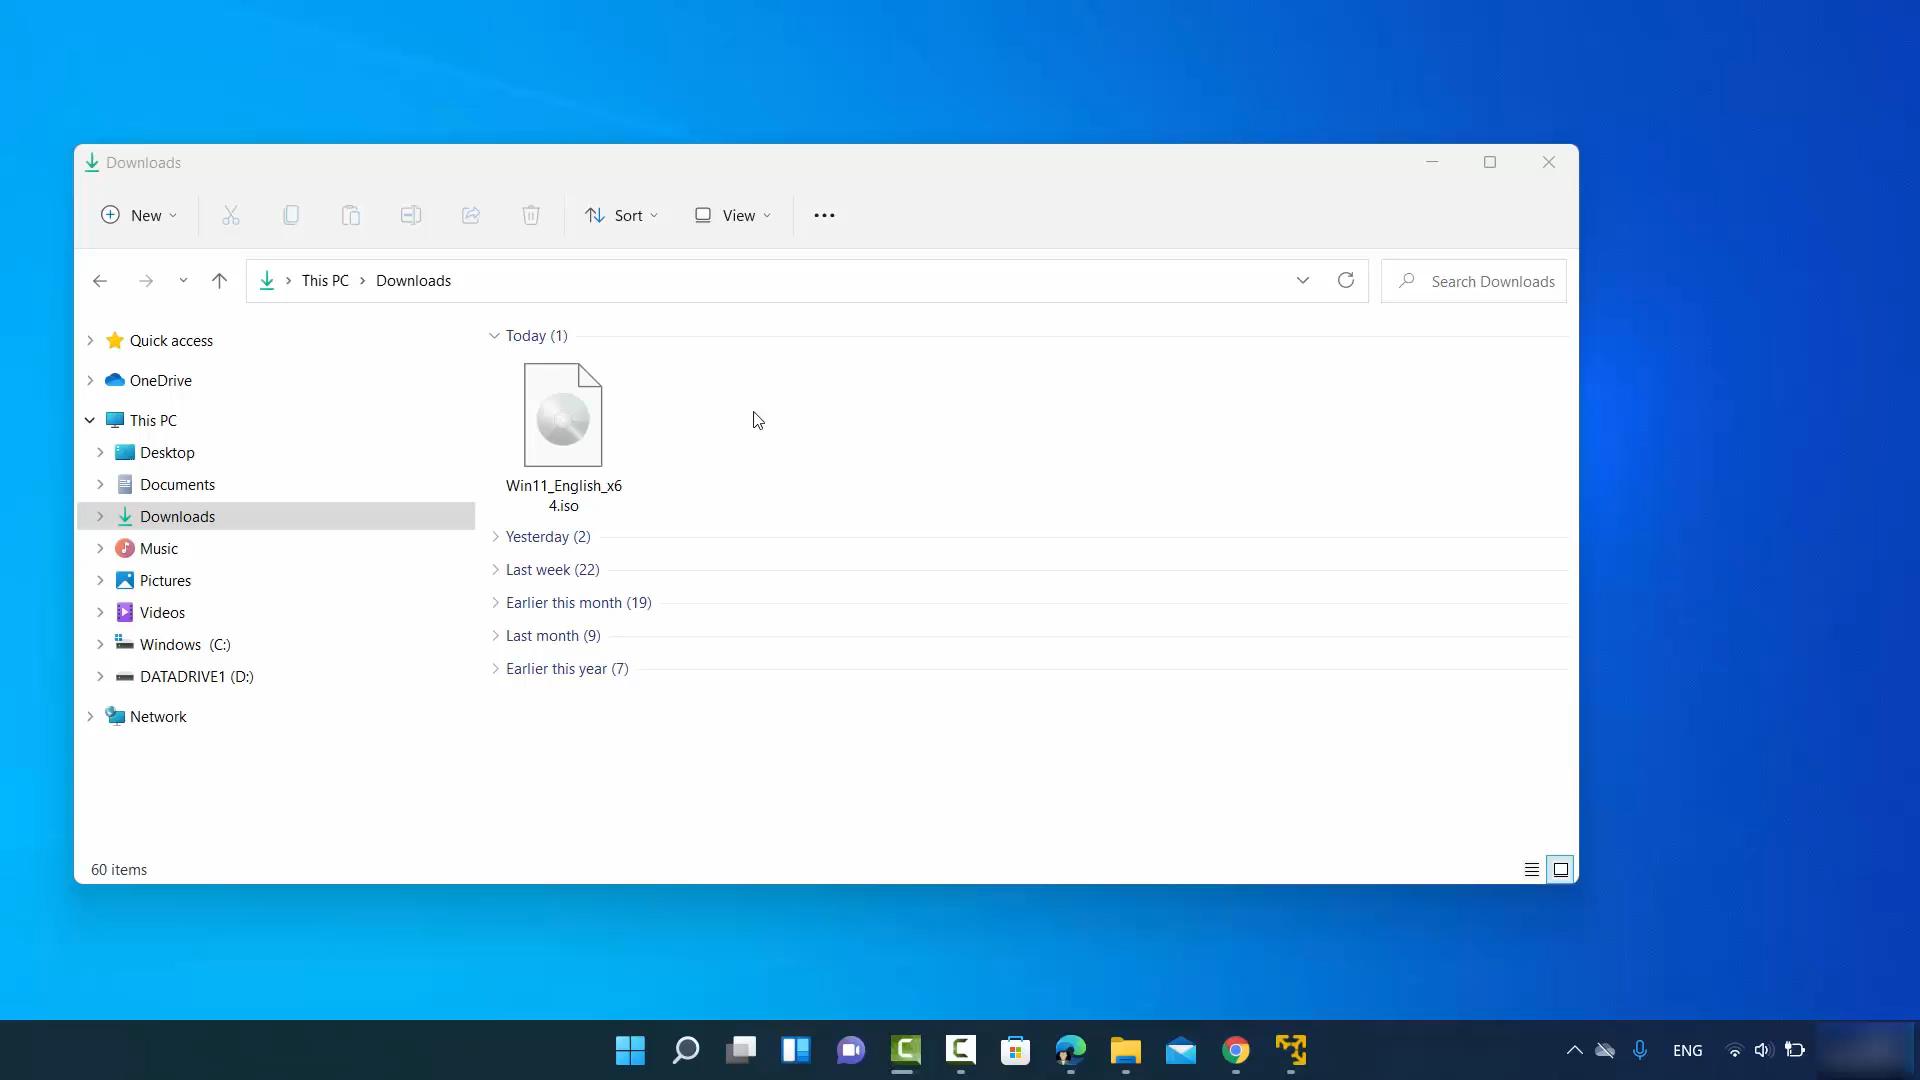 Downloads
New
Sort
View
This PC
Downloads
Search Downloads
Quick access
OneDrive
This PC
Desktop
Documents
Downloads
Music
Pictures
Videos
Windows (C:)
DATADRIVE1 (D:)
Network
Today (1)
Win11_English_x6
4.iso
Yesterday (2)
Last week (22)
Earlier this month (19)
Last month (9)
Earlier this year (7)
60 items
ENG